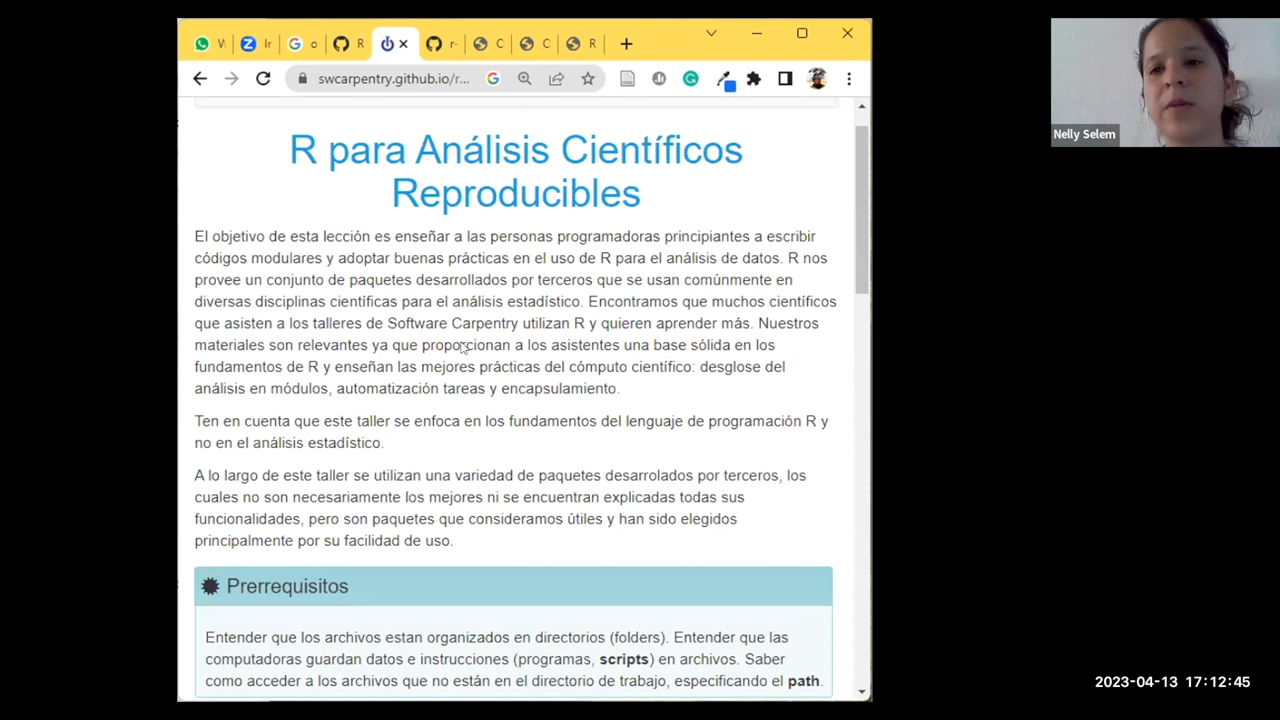 W
Ir
o
R
r-
C
C
R
swcarpentry.github.io/r...
R para Análisis Científicos
Reproducibles
El objetivo de esta lección es enseñar a las personas programadoras principiantes a escribir
códigos modulares y adoptar buenas prácticas en el uso de R para el análisis de datos. R nos
provee un conjunto de paquetes desarrollados por terceros que se usan comúnmente en
diversas disciplinas científicas para el análisis estadístico. Encontramos que muchos científicos
que asisten a los talleres de Software Carpentry utilizan R y quieren aprender más. Nuestros
materiales son relevantes ya que proporcionan a los asistentes una base sólida en los
fundamentos de R y enseñan las mejores prácticas del cómputo científico: desglose del
análisis en módulos, automatización tareas y encapsulamiento.
Ten en cuenta que este taller se enfoca en los fundamentos del lenguaje de programación R y
no en el análisis estadístico.
A lo largo de este taller se utilizan una variedad de paquetes desarrolados por terceros, los
cuales no son necesariamente los mejores ni se encuentran explicadas todas sus
funcionalidades, pero son paquetes que consideramos útiles y han sido elegidos
principalmente por su facilidad de uso.
Prerrequisitos
Entender que los archivos estan organizados en directorios (folders). Entender que las
computadoras guardan datos e instrucciones (programas, scripts) en archivos. Saber
como acceder a los archivos que no están en el directorio de trabajo, especificando el path.
Nelly Selem
2023-04-13 17:12:45